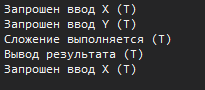 Запрошен ввод X (T)
Запрошен ввод Y (T)
Сложение выполняется (T)
Вывод результата (T)
Запрошен ввод X (T)